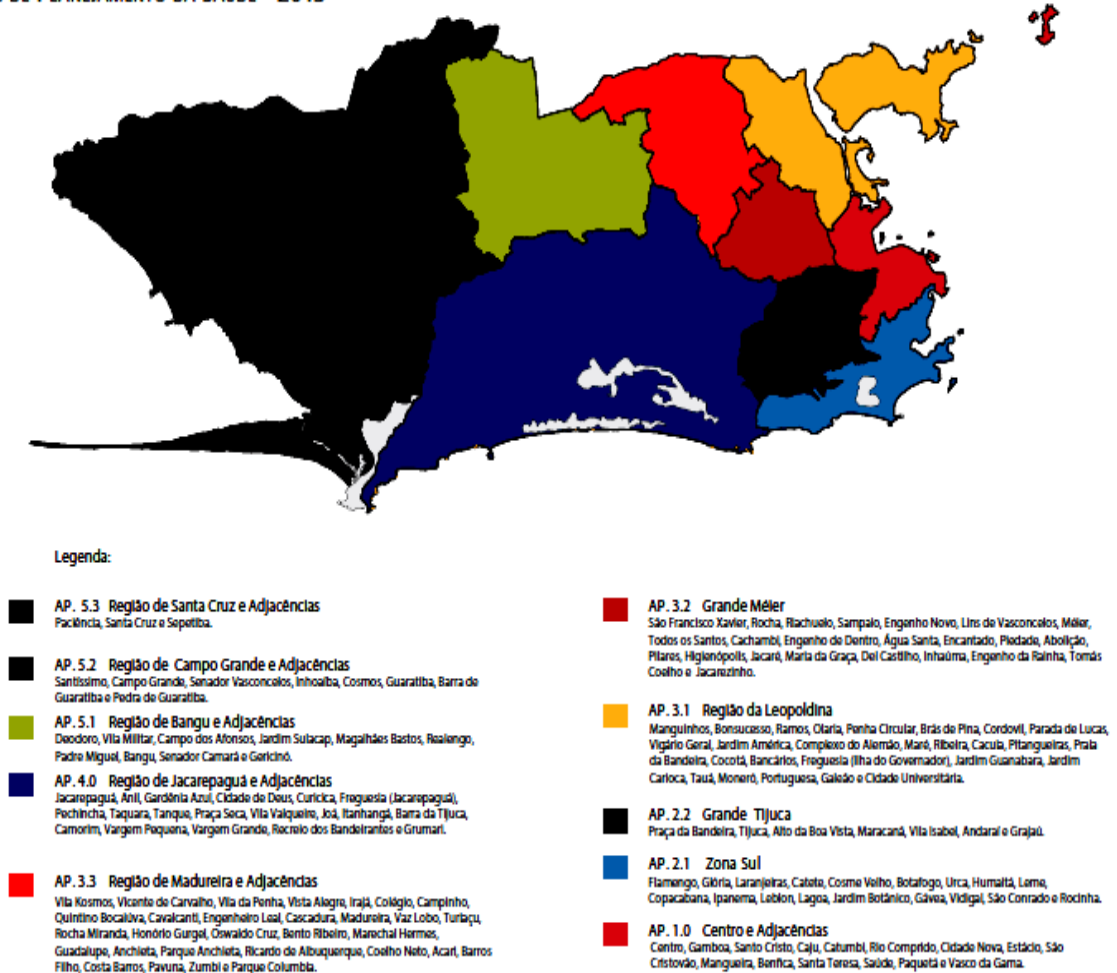 Legenda:
AP. 5.3 Região de Santa Cruz e Adjacências
Paciência, Santa Cruz e Sepetiba.
AP. 5.2 Região de Campo Grande e Adjacências
Santíssimo, Campo Grande, Senador Vasconcelos, Inhoaíba, Cosmos, Guaratiba, Barra de
Guaratiba e Pedra de Guaratiba.
AP. 5.1 Região de Bangu e Adjacências
Deodoro, Vila Militar, Campo dos Afonsos, Jardim Sulacap, Magalhães Bastos, Realengo,
Padre Miguel, Bangu, Senador Camará e Gericinó.
AP. 4.0 Região de Jacarepaguá e Adjacências
Jacarepaguá, Anil, Gardênia Azul, Cidade de Deus, Curicica, Freguesia (Jacarepaguá),
Pechincha, Taquara, Tanque, Praça Seca, Vila Valqueire, Joá, Itanhangá, Barra da Tijuca,
Camorim, Vargem Pequena, Vargem Grande, Recreio dos Bandeirantes e Grumari.
AP. 3.3 Região de Madureira e Adjacências
Vila Kosmos, Vicente de Carvalho, Vila da Penha, Vista Alegre, Irajá, Colégio, Campinho,
Quintino Bocaiúva, Cavalcanti, Engenheiro Leal, Cascadura, Madureira, Vaz Lobo, Turiaçu,
Rocha Miranda, Honório Gurgel, Oswaldo Cruz, Bento Ribeiro, Marechal Hermes,
Guadalupe, Anchieta, Parque Anchieta, Ricardo de Albuquerque, Coelho Neto, Acari, Barros
Filho, Costa Barros, Pavuna, Zumbi e Parque Columbia.
AP. 3.2 Grande Méier
São Francisco Xavier, Rocha, Riachuelo, Sampaio, Engenho Novo, Lins de Vasconcelos, Méier,
Todos os Santos, Cachambi, Engenho de Dentro, Água Santa, Encantado, Piedade, Abolição,
Pilares, Higienópolis, Jacaré, Maria da Graça, Del Castilho, Inhaúma, Engenho da Rainha, Tomás
Coelho e Jacarezinho.
AP. 3.1 Região da Leopoldina
Manguinhos, Bonsucesso, Ramos, Olaria, Penha Circular, Brás de Pina, Cordovil, Parada de Lucas,
Vigário Geral, Jardim América, Complexo do Alemão, Maré, Ribeira, Cacuia, Pitangueiras, Praia
da Bandeira, Cocotá, Bancários, Freguesia (Ilha do Governador), Jardim Guanabara, Jardim
Carioca, Tauá, Moneró, Portuguesa, Galeão e Cidade Universitária.
AP. 2.2 Grande Tijuca
Praça da Bandeira, Tijuca, Alto da Boa Vista, Maracanã, Vila Isabel, Andaraí e Grajaú.
AP. 2.1 Zona Sul
Flamengo, Glória, Laranjeiras, Catete, Cosme Velho, Botafogo, Urca, Humaitá, Leme,
Copacabana, Ipanema, Leblon, Lagoa, Jardim Botânico, Gávea, Vidigal, São Conrado e Rocinha.
AP. 1.0 Centro e Adjacências
Centro, Gamboa, Santo Cristo, Caju, Catumbi, Rio Comprido, Cidade Nova, Estácio, São
Cristovão, Mangueira, Benfica, Santa Teresa, Saúde, Paquetá e Vasco da Gama.